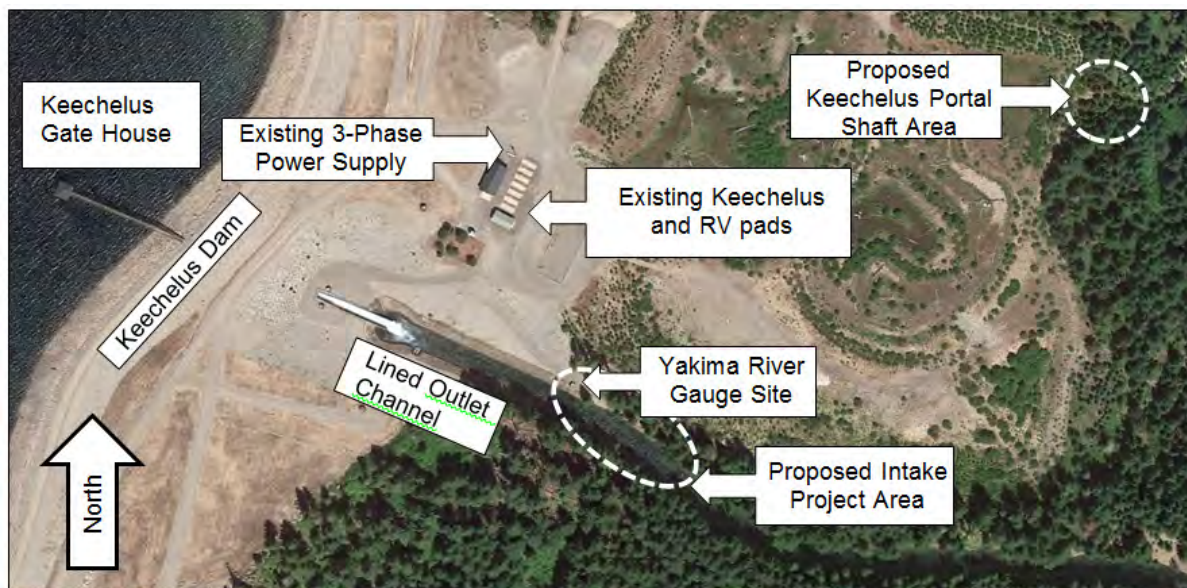 Keechelus
Gate House
Existing 3-Phase
Power Supply
Proposed
Keechelus Portal
Shaft Area
Existing Keechelus
and RV pads
Keechelus Dam
Lined Outlet
Channel
Yakima River
Gauge Site
Proposed Intake
Project Area
North